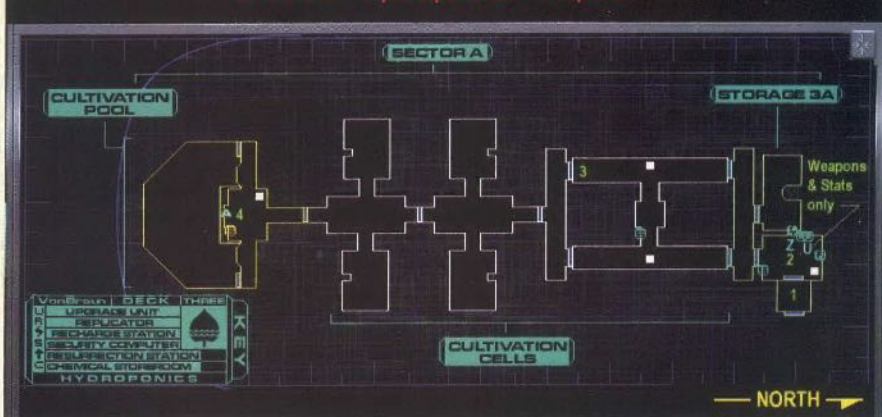 SECTOR A
CULTIVATION
POOL
STORAGE 3A
Weapons
& Stats
only
3
4
A
D
Z
U
2
1
VonBraun DECK THREE
KEY
U UPGRADE UNIT
R REPLICATOR
RECHARGE STATION
S SECURITY COMPUTER
RESURRECTION STATION
C CHEMICAL STOREROOM
HYDROPONICS
CULTIVATION
CELLS
NORTH